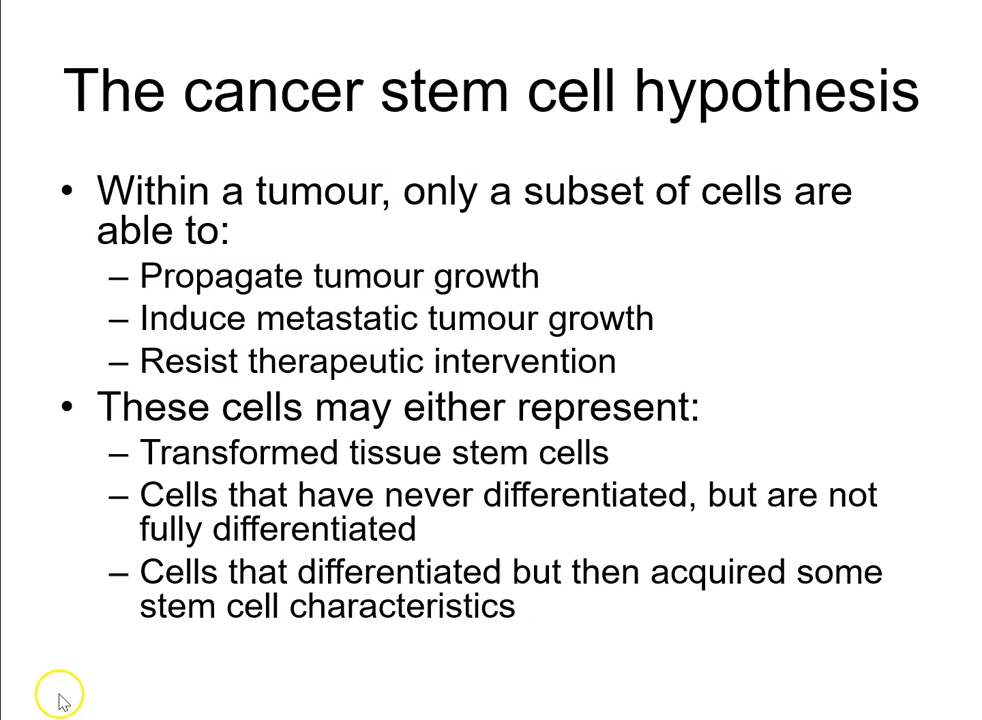 The cancer stem cell hypothesis
• Within a tumour, only a subset of cells are
able to:
– Propagate tumour growth
– Induce metastatic tumour growth
– Resist therapeutic intervention
• These cells may either represent:
– Transformed tissue stem cells
– Cells that have never differentiated, but are not
fully differentiated
– Cells that differentiated but then acquired some
stem cell characteristics